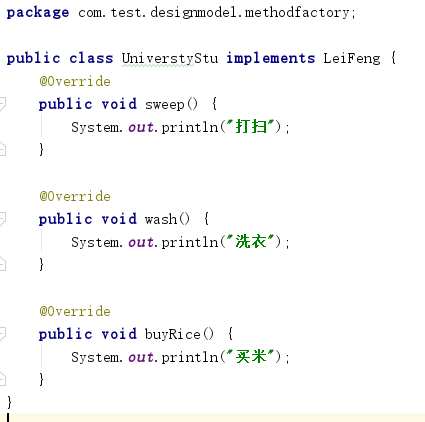 package com.test.designmodel.methodfactory;
public class UniverstyStu implements LeiFeng {
@Override
public void sweep() {
System.out.println("打扫");
}
@Override
public void wash() {
System.out.println("洗衣");
}
@Override
public void buyRice() {
System.out.println("买米");
}
}